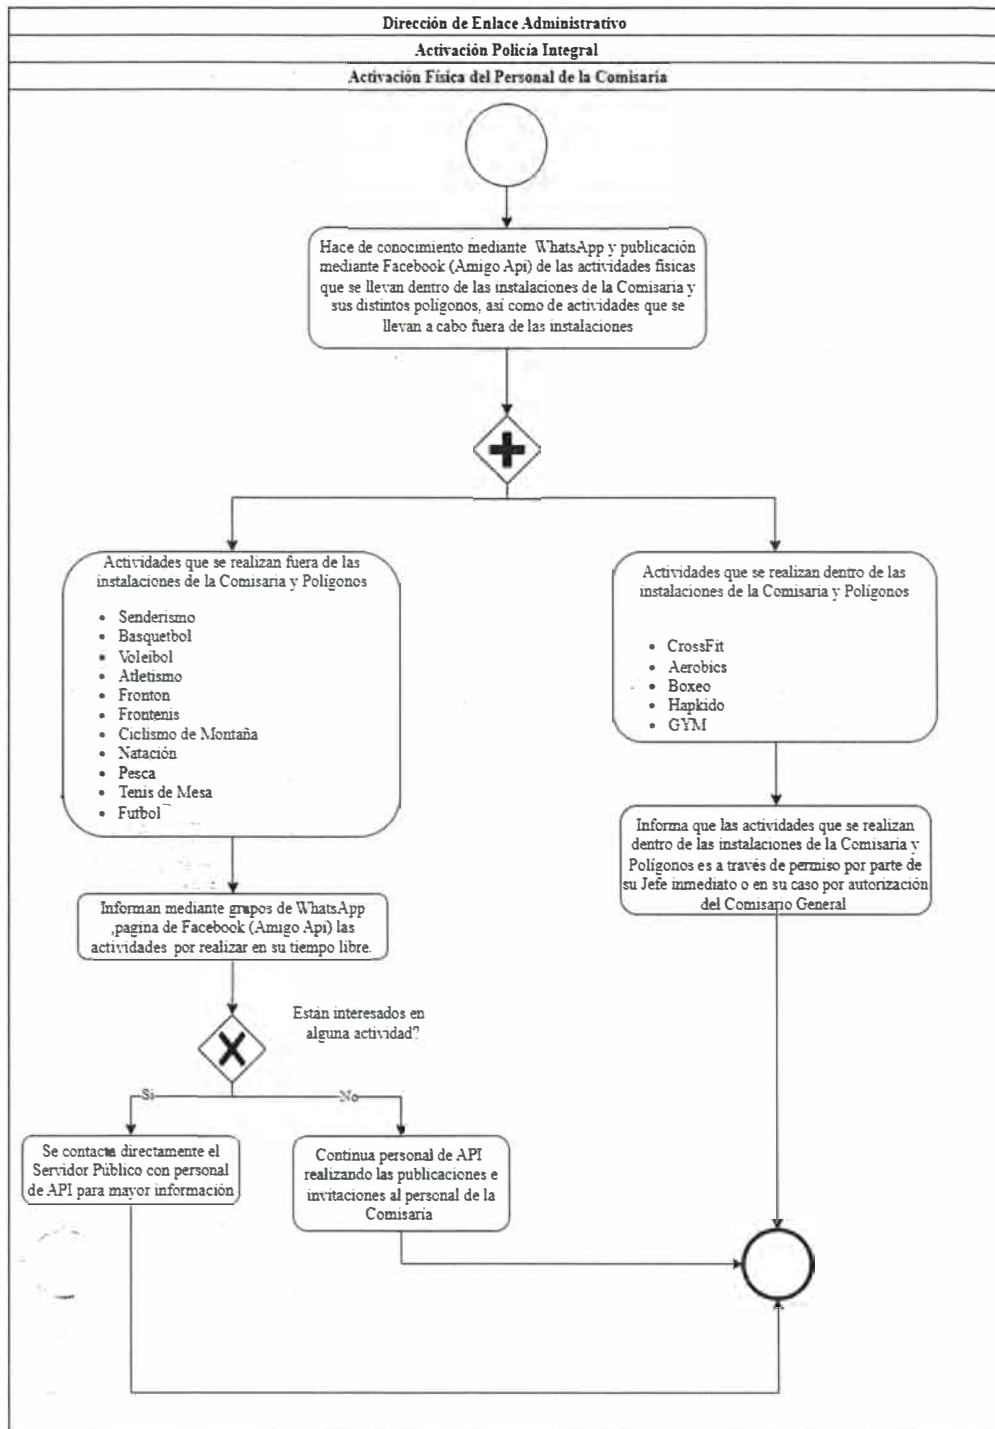 Dirección de Enlace Administrativo
Activación Policía Integral
Activación Física del Personal de la Comisaría
Hace de conocimiento mediante WhatsApp y publicación
mediante Facebook (Amigo Api) de las actividades físicas
que se llevan dentro de las instalaciones de la Comisaria y
sus distintos polígonos, así como de actividades que se
llevan a cabo fuera de las instalaciones
Actividades que se realizan fuera de las
instalaciones de la Comisaria y Polígonos
• Senderismo
• Basquetbol
• Voleibol
• Atletismo
• Fronton
• Frontenis
• Ciclismo de Montaña
• Natación
• Pesca
• Tenis de Mesa
• Futbol
Actividades que se realizan dentro de las
instalaciones de la Comisaria y Polígonos
• CrossFit
• Aerobics
• Boxeo
• Hapkido
• GYM
Informa que las actividades que se realizan
dentro de las instalaciones de la Comisaria y
Polígonos es a través de permiso por parte de
su Jefe inmediato o en su caso por autorización
del Comisario General
Informan mediante grupos de WhatsApp
,pagina de Facebook (Amigo Api) las
actividades por realizar en su tiempo libre.
Están interesados en
alguna actividad?
Si
No
Se contacta directamente el
Servidor Público con personal
de API para mayor información
Continua personal de API
realizando las publicaciones e
invitaciones al personal de la
Comisaria